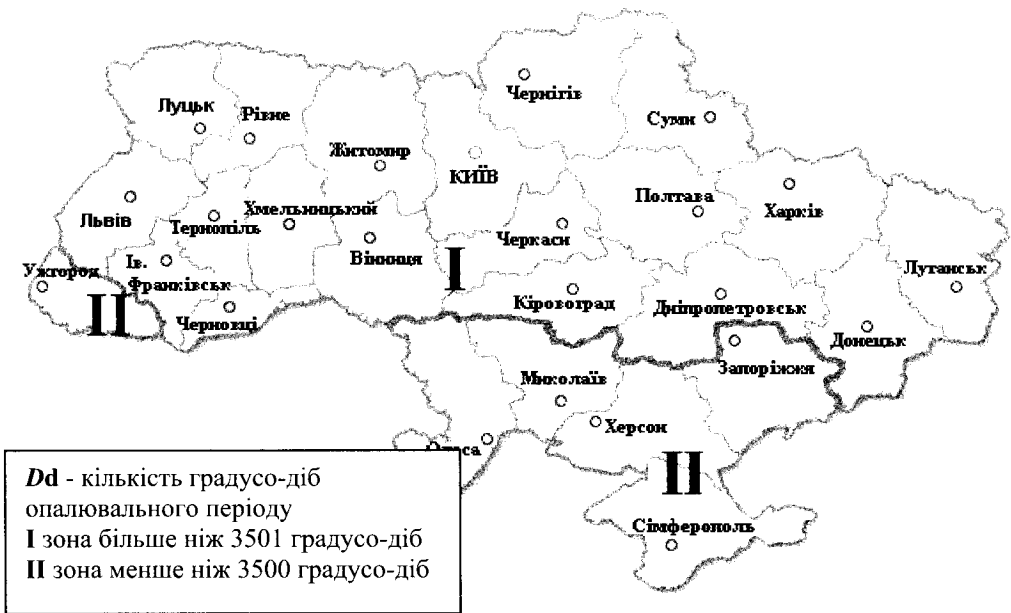 Чернігів
Луцьк
Рівне
Суми
Житомир
КИЇВ
Полтава
Харків
Львів
Тернопіль
Хмельницький
Черкаси
Вінниця
I
Ужгород
Ів.
Франківськ
II
Черновці
Кіровоград
Дніпропетровськ
Луганськ
Донецьк
Запоріжжя
Миколаїв
Херсон
II
Сімферополь
Dd - кількість градусо-діб
опалювального періоду
I зона більше ніж 3501 градусо-діб
II зона менше ніж 3500 градусо-діб